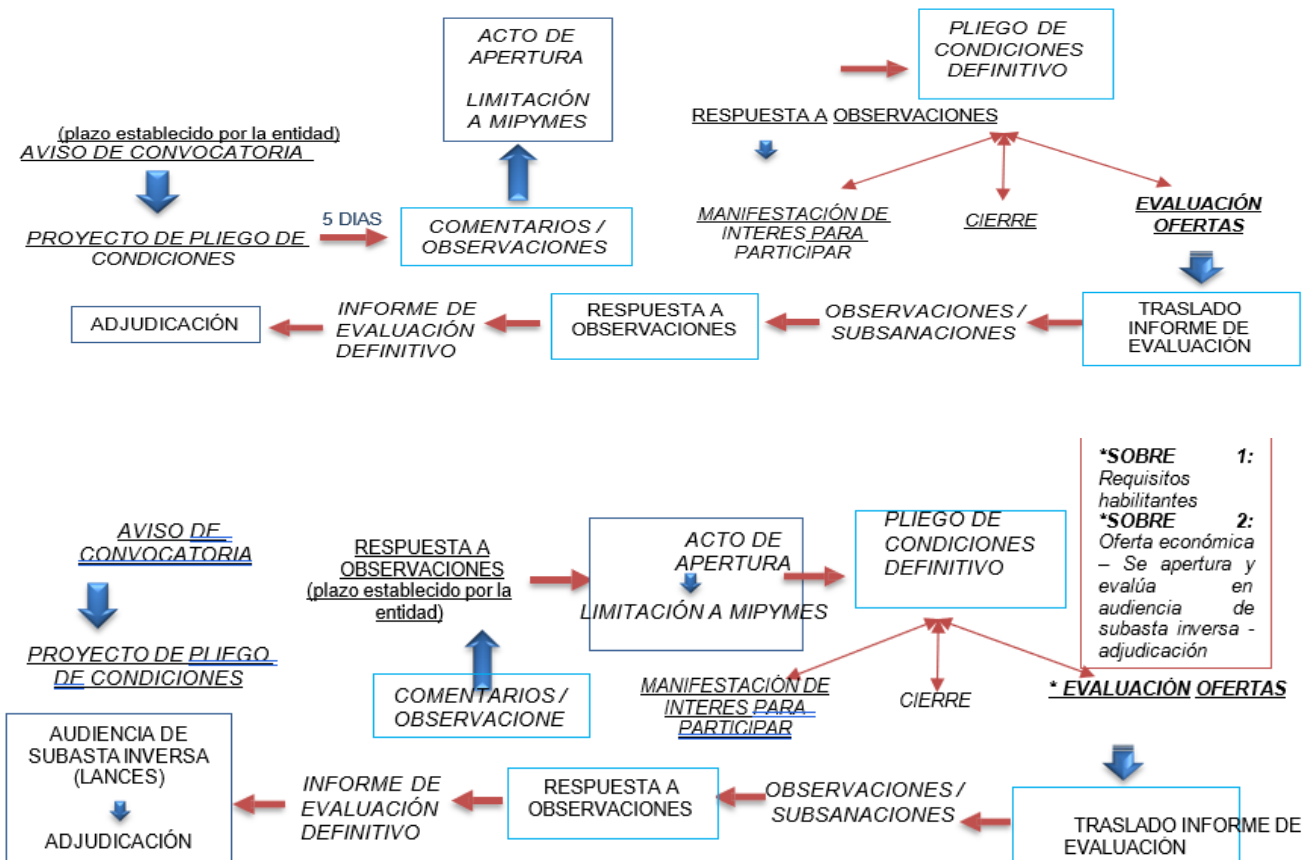 ACTO DE
APERTURA
LIMITACIÓN
A MIPYMES
PLIEGO DE
CONDICIONES
DEFINITIVO
RESPUESTA A OBSERVACIONES
(plazo establecido por la entidad)
AVISO DE CONVOCATORIA
PROYECTO DE PLIEGO DE
CONDICIONES
5 DIAS
COMENTARIOS /
OBSERVACIONES
MANIFESTACIÓN DE
INTERES PARA
PARTICIPAR
CIERRE
EVALUACIÓN
OFERTAS
ADJUDICACIÓN
INFORME DE
EVALUACIÓN
DEFINITIVO
RESPUESTA A
OBSERVACIONES
OBSERVACIONES /
SUBSANACIONES
TRASLADO
INFORME DE
EVALUACIÓN
AVISO DE
CONVOCATORIA
PROYECTO DE PLIEGO
DE CONDICIONES
RESPUESTA A
OBSERVACIONES
(plazo establecido por la
entidad)
COMENTARIOS /
OBSERVACIONE
ACTO DE
APERTURA
LIMITACIÓN A MIPYMES
PLIEGO DE
CONDICIONES
DEFINITIVO
*SOBRE 1:
Requisitos
habilitantes
*SOBRE 2:
Oferta económica
– Se apertura y
evalúa en
audiencia de
subasta inversa -
adjudicación
MANIFESTACIÓN DE
INTERES PARA
PARTICIPAR
CIERRE
* EVALUACIÓN OFERTAS
AUDIENCIA DE
SUBASTA INVERSA
(LANCES)
ADJUDICACIÓN
INFORME DE
EVALUACIÓN
DEFINITIVO
RESPUESTA A
OBSERVACIONES
OBSERVACIONES /
SUBSANACIONES
TRASLADO INFORME DE
EVALUACIÓN